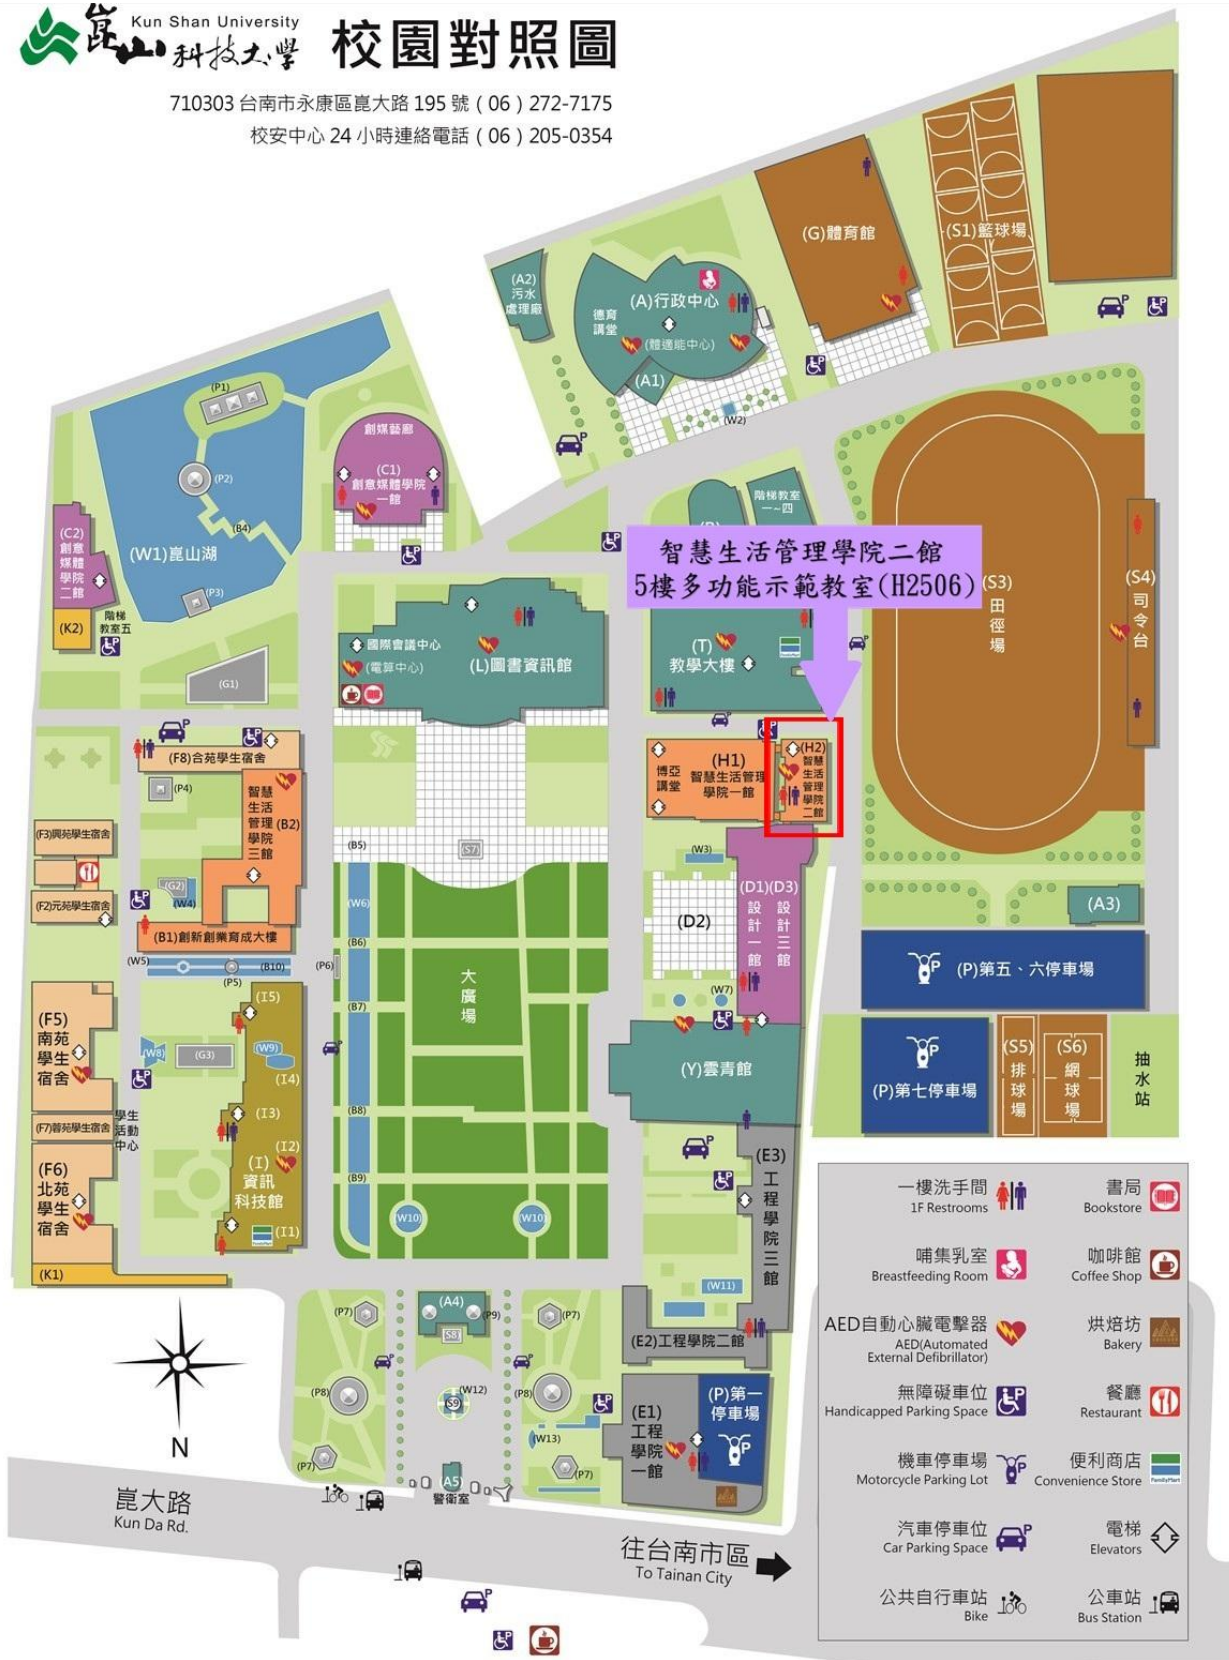 Kun Shan University
崑山科技大學
校園對照圖
710303 台南市永康區崑大路 195 號 ( 06 ) 272-7175
校安中心 24 小時連絡電話 ( 06 ) 205-0354
(G)體育館
(S1)籃球場
(A2)
污水
處理廠
德育
講堂
(A)行政中心
(體適能中心)
(A1)
(W2)
(P1)
(P2)
(B4)
(W1)崑山湖
(P3)
創媒藝廊
(C1)
創意媒體學院
一館
(C2)
創意
媒體
學院
二館
(K2)
階梯
教室五
(G1)
階梯教室
一~四
智慧生活管理學院二館
5樓多功能示範教室(H2506)
(S3)
田
徑
場
(S4)
司
令
台
國際會議中心
(電算中心)
(L)圖書資訊館
(T)
教學大樓
(F8)合苑學生宿舍
(P4)
智慧
生活
管理
學院
三館
(B2)
(F3)興苑學生宿舍
(G2)
(W4)
(F2)元苑學生宿舍
(B1)創新創業育成大樓
(W5)
(P5)
(B10)
(H1)
博亞
講堂
智慧生活管理
學院一館
(H2)
智慧
生活
管理
學院
二館
(B5)
(S7)
(W3)
(W6)
(D1)
設
計
一
館
(D3)
設
計
三
館
(D2)
(A3)
(B6)
(P6)
大
廣
場
(P)第五、六停車場
(W7)
(B7)
(F5)
南苑
學生
宿舍
(I5)
(W8)
(G3)
(W9)
(I4)
(Y)雲青館
(P)第七停車場
(S5)
排
球
場
(S6)
網
球
場
抽
水
站
(F7)蓉苑學生宿舍
學生
活動
中心
(I3)
(B8)
(F6)
北苑
學生
宿舍
(I2)
(I)
資訊
科技館
(I1)
(B9)
(W10)
(W10)
(E3)
工
程
學
院
三
館
(K1)
(W11)
(P7)
(A4)
(P9)
(S8)
(P7)
(E2)工程學院二館
(P8)
(W12)
(S9)
(P8)
(E1)
工程
學院
一館
(P)第一
停車場
(W13)
(P7)
(A5)
警衛室
(P7)
N
崑大路
Kun Da Rd.
往台南市區
To Tainan City
一樓洗手間
1F Restrooms
書局
Bookstore
哺集乳室
Breastfeeding Room
咖啡館
Coffee Shop
AED自動心臟電擊器
AED(Automated
External Defibrillator)
烘焙坊
Bakery
無障礙車位
Handicapped Parking Space
餐廳
Restaurant
機車停車場
Motorcycle Parking Lot
便利商店
Convenience Store
FamilyMart
汽車停車位
Car Parking Space
電梯
Elevators
公共自行車站
Bike
公車站
Bus Station